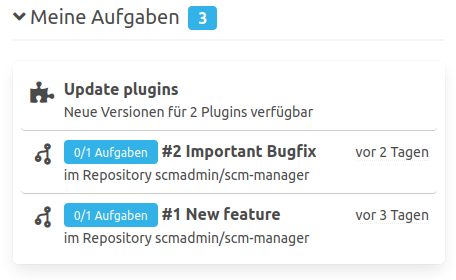 Meine Aufgaben 3
Update plugins
Neue Versionen für 2 Plugins verfügbar
0/1 Aufgaben #2 Important Bugfix vor 2 Tagen
im Repository scmadmin/scm-manager
0/1 Aufgaben #1 New feature vor 3 Tagen
im Repository scmadmin/scm-manager